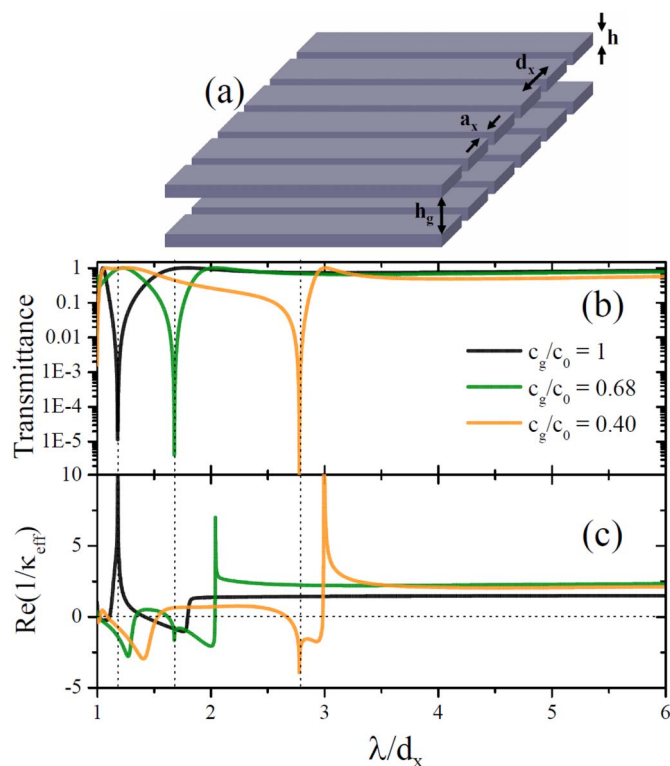 h
d_x
(a)
a_x
h_g
Transmittance
1
0.1
0.01
1E-3
1E-4
1E-5
(b)
c_g/c_0 = 1
c_g/c_0 = 0.68
c_g/c_0 = 0.40
Re(1/κ_eff)
10
5
0
-5
(c)
1 2 3 4 5 6
λ/d_x